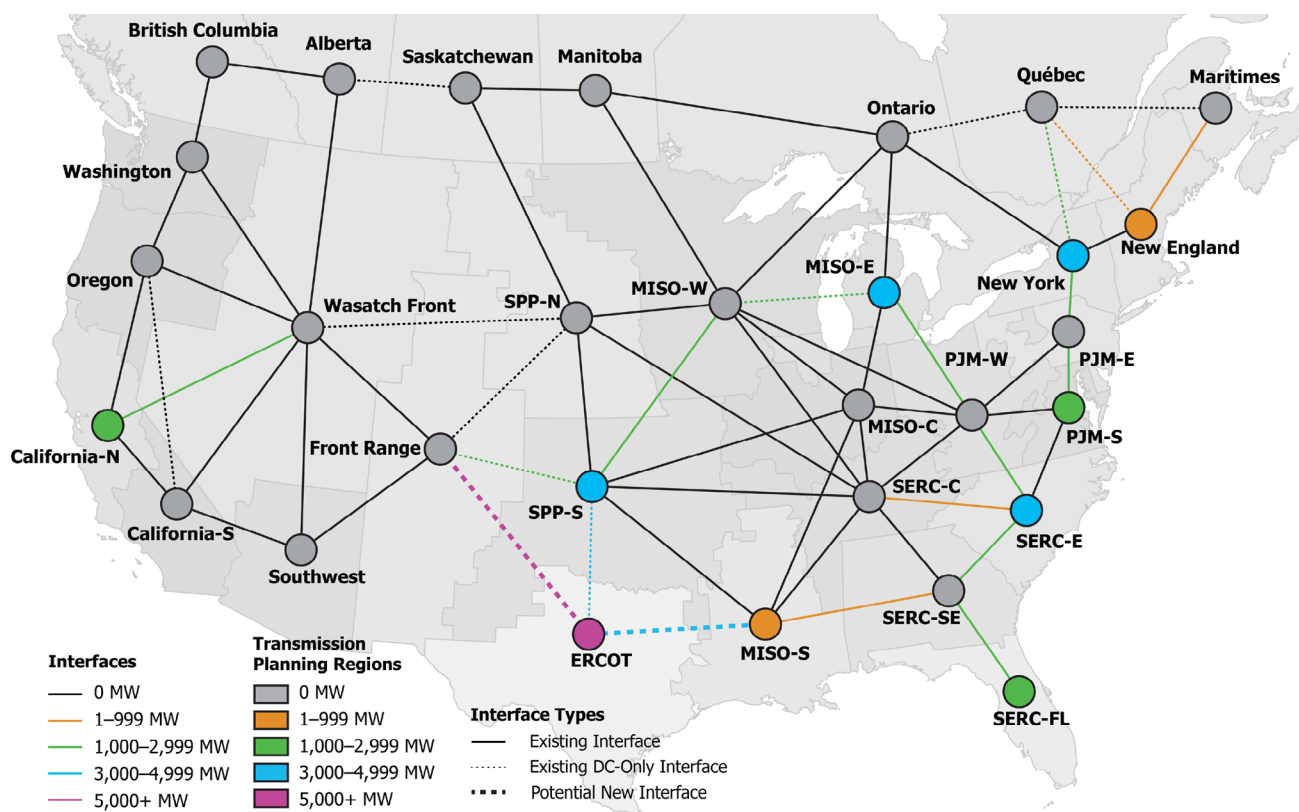 British Columbia
Alberta
Saskatchewan
Manitoba
Québec
Maritimes
Ontario
Washington
New England
Oregon
MISO-E
New York
Wasatch Front
SPP-N
MISO-W
PJM-W
PJM-E
MISO-C
PJM-S
California-N
Front Range
SERC-C
SPP-S
California-S
SERC-E
Southwest
SERC-SE
ERCOT
MISO-S
SERC-FL
Interfaces
0 MW
1–999 MW
1,000–2,999 MW
3,000–4,999 MW
5,000+ MW
Transmission
Planning Regions
0 MW
1–999 MW
1,000–2,999 MW
3,000–4,999 MW
5,000+ MW
Interface Types
Existing Interface
Existing DC-Only Interface
Potential New Interface